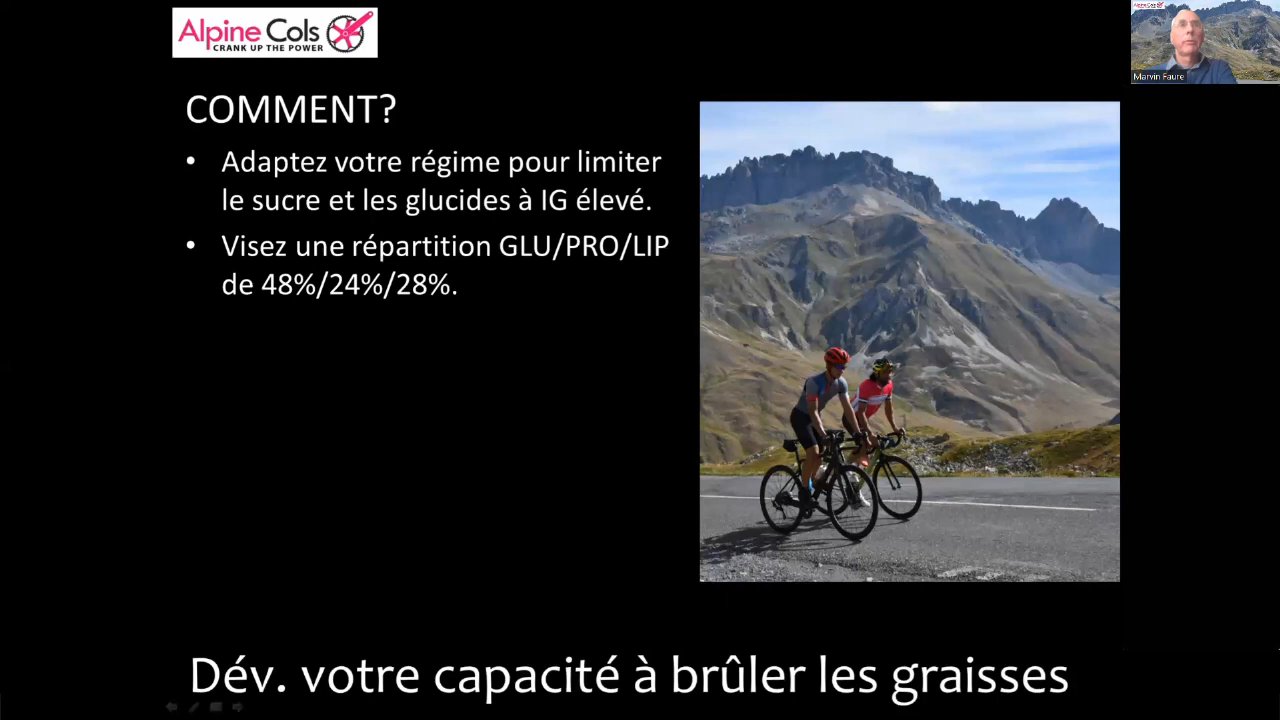 Alpine Cols
CRANK UP THE POWER
Marvin Faure
COMMENT?
• Adaptez votre régime pour limiter
le sucre et les glucides à IG élevé.
• Visez une répartition GLU/PRO/LIP
de 48%/24%/28%.
Dév. votre capacité à brûler les graisses